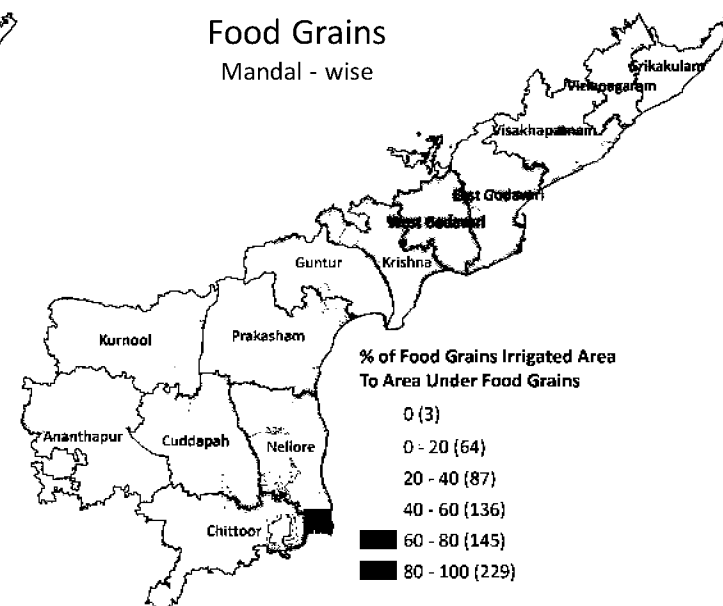 Food Grains
Mandal - wise
Srikakulam
Vizianagaram
Visakhapatnam
East Godavari
West Godavari
Guntur
Krishna
Kurnool
Prakasham
% of Food Grains Irrigated Area
To Area Under Food Grains
0 (3)
0 - 20 (64)
20 - 40 (87)
40 - 60 (136)
60 - 80 (145)
80 - 100 (229)
Ananthapur
Cuddapah
Nellore
Chittoor